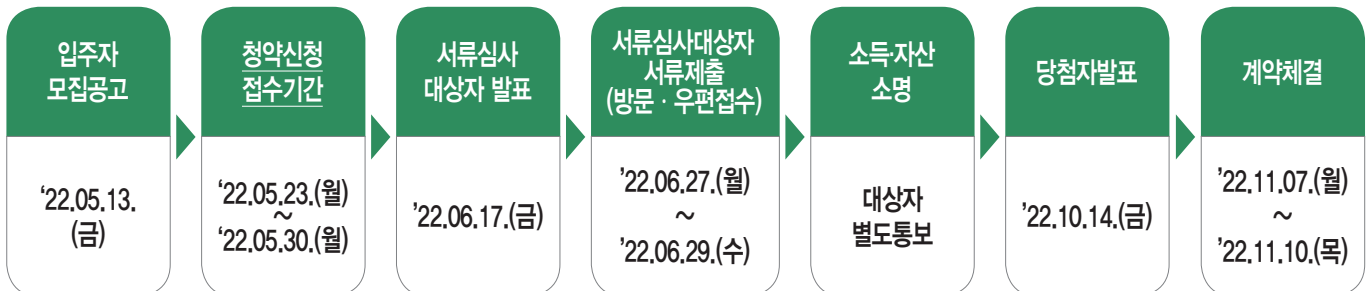 입주자
모집공고
‘22.05.13.
(금)
청약신청
접수기간
‘22.05.23.(월)
~
‘22.05.30.(월)
서류심사
대상자 발표
’22.06.17.(금)
서류심사대상자
서류제출
(방문 · 우편접수)
’22.06.27.(월)
~
’22.06.29.(수)
소득·자산
소명
대상자
별도통보
당첨자발표
’22.10.14.(금)
계약체결
’22.11.07.(월)
~
’22.11.10.(목)